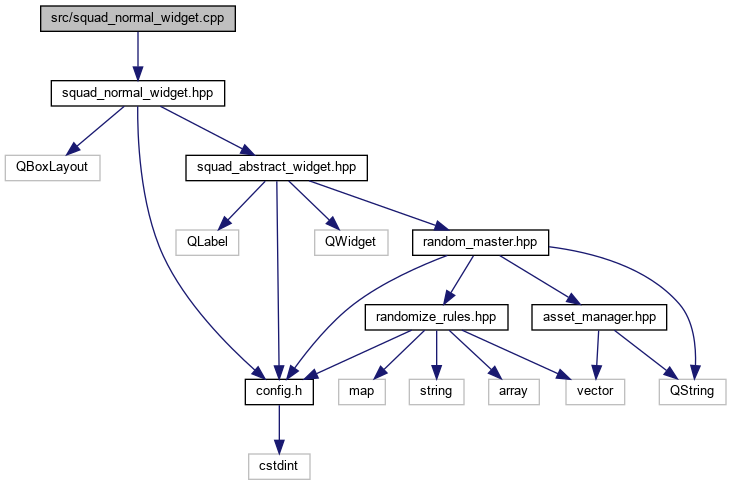 src/squad_normal_widget.cpp
squad_normal_widget.hpp
QBoxLayout
squad_abstract_widget.hpp
QLabel
QWidget
random_master.hpp
randomize_rules.hpp
asset_manager.hpp
config.h
map
string
array
vector
QString
cstdint